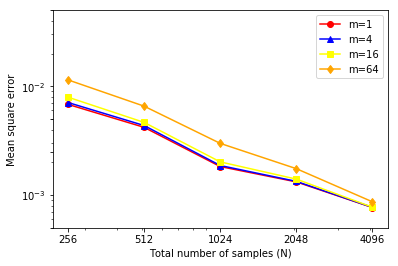 m=1
m=4
m=16
m=64
Mean square error
10⁻²
10⁻³
256 512 1024 2048 4096
Total number of samples (N)